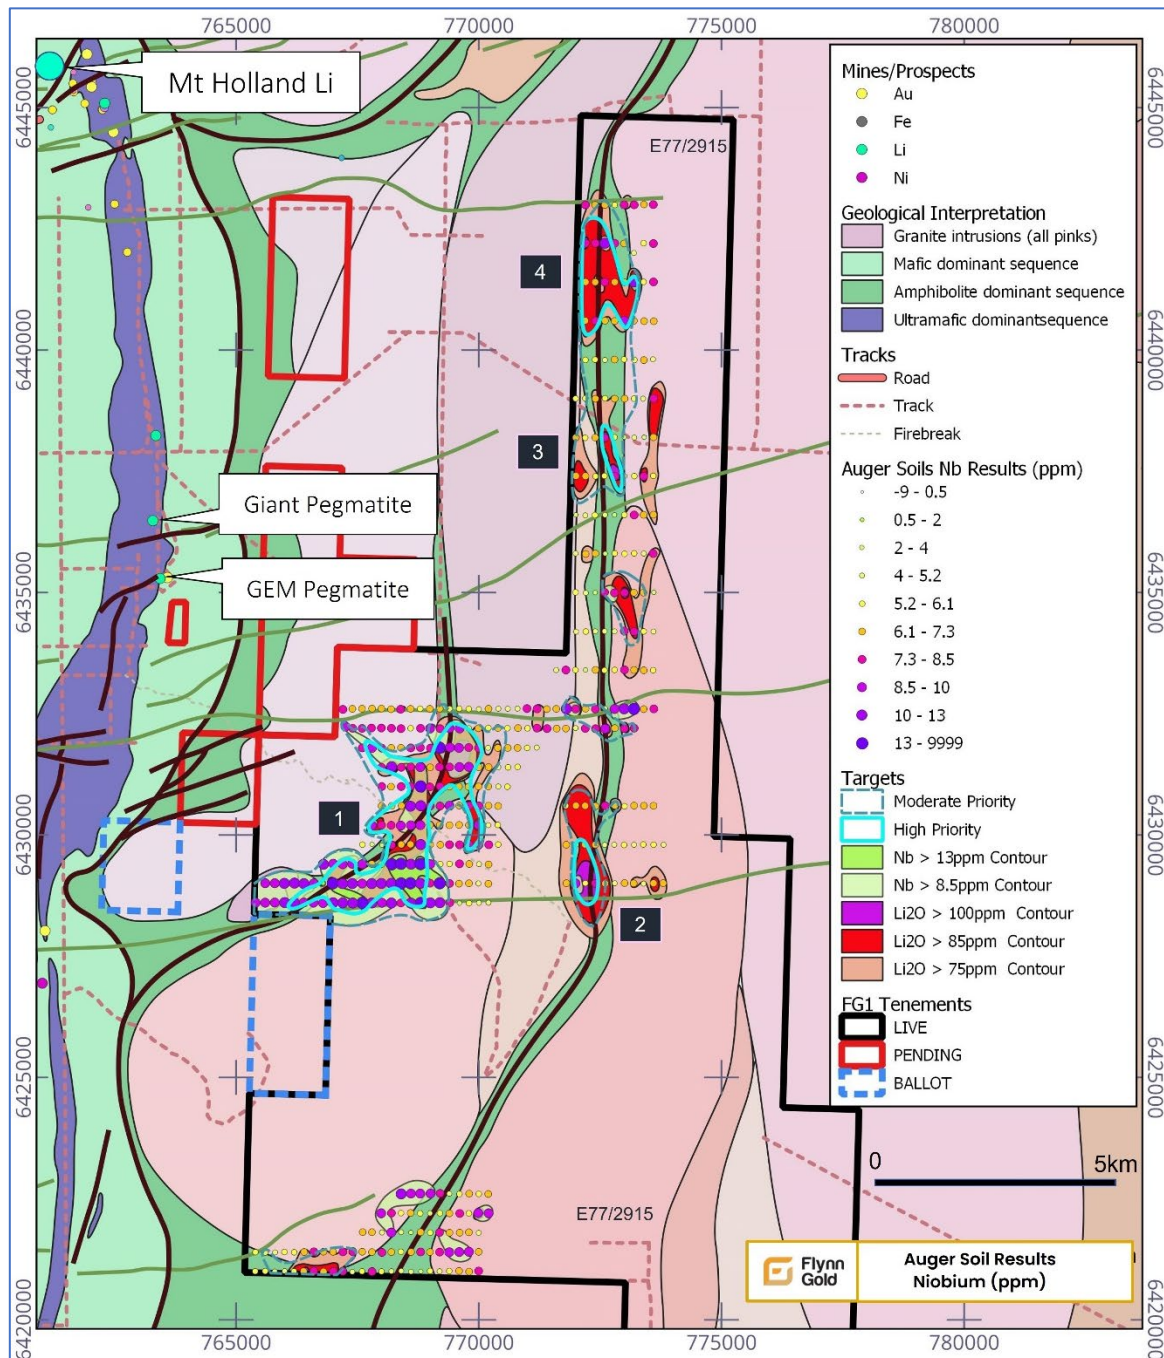 765000
770000
775000
780000
6445000
6440000
6435000
6430000
6425000
6420000
Mt Holland Li
Giant Pegmatite
GEM Pegmatite
E77/2915
4
3
1
2
E77/2915
Mines/Prospects
Au
Fe
Li
Ni
Geological Interpretation
Granite intrusions (all pinks)
Mafic dominant sequence
Amphibolite dominant sequence
Ultramafic dominantsequence
Tracks
Road
Track
Firebreak
Auger Soils Nb Results (ppm)
-9 - 0.5
0.5 - 2
2 - 4
4 - 5.2
5.2 - 6.1
6.1 - 7.3
7.3 - 8.5
8.5 - 10
10 - 13
13 - 9999
Targets
Moderate Priority
High Priority
Nb > 13ppm Contour
Nb > 8.5ppm Contour
Li2O > 100ppm Contour
Li2O > 85ppm Contour
Li2O > 75ppm Contour
FG1 Tenements
LIVE
PENDING
BALLOT
0
5km
Flynn
Gold
Auger Soil Results
Niobium (ppm)
6445000
6440000
6435000
6430000
6425000
6420000
765000
770000
775000
780000